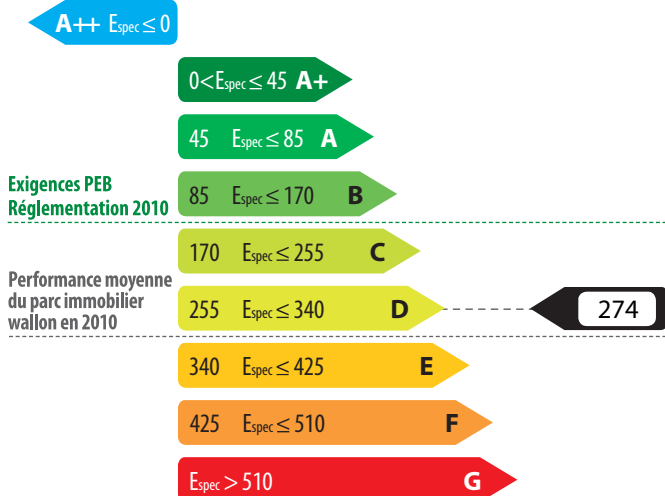 A++ Espec ≤ 0
0<Espec ≤ 45 A+
45 Espec ≤ 85 A
Exigences PEB
Réglementation 2010
85 Espec ≤ 170 B
170 Espec ≤ 255 C
Performance moyenne
du parc immobilier
wallon en 2010
255 Espec ≤ 340 D
274
340 Espec ≤ 425 E
425 Espec ≤ 510 F
Espec > 510 G